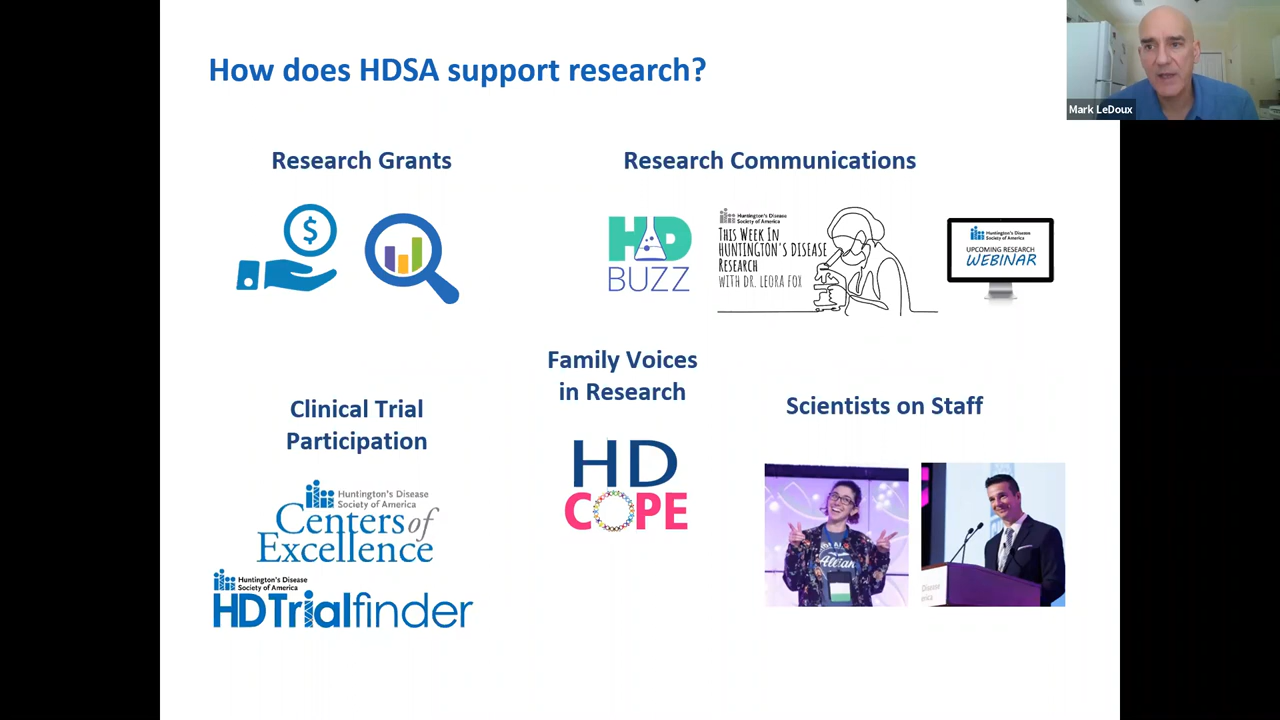 How does HDSA support research?
Mark LeDoux
Research Grants
Research Communications
$
HD
BUZZ
Huntington's Disease
Society of America
THIS WEEK IN
HUNTINGTON'S DISEASE
RESEARCH
WITH DR. LEORA FOX
Huntington's Disease
Society of America
UPCOMING RESEARCH
WEBINAR
Family Voices
in Research
HD
COPE
Clinical Trial
Participation
Huntington's Disease
Society of America
Centers of
Excellence
Huntington's Disease
Society of America
HDTrialfinder
Scientists on Staff